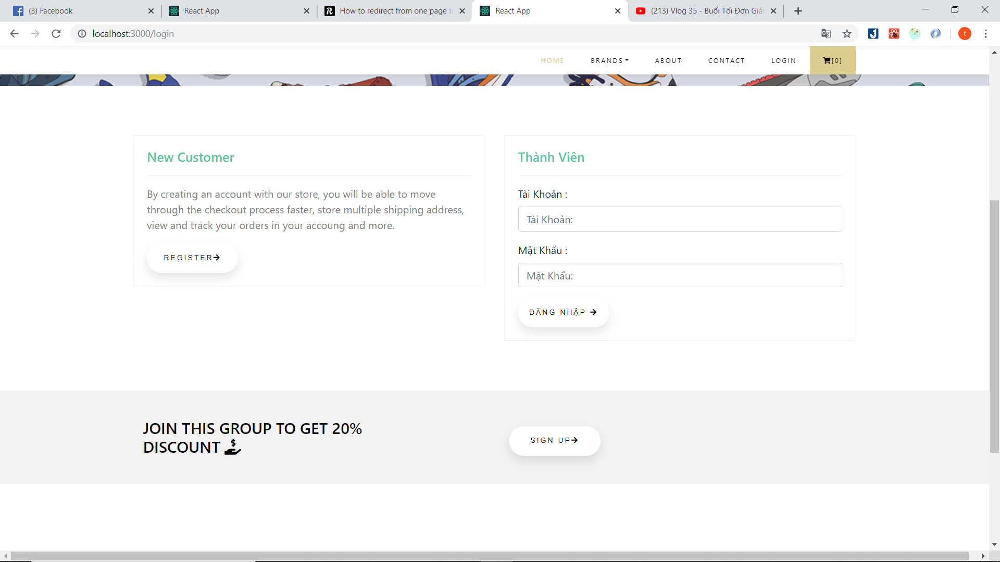 (3) Facebook
React App
How to redirect from one page to
React App
(213) Vlog 35 - Buổi Tối Đơn Giản
localhost:3000/login
t
HOME
BRANDS
ABOUT
CONTACT
LOGIN
[0]
New Customer
By creating an account with our store, you will be able to move
through the checkout process faster, store multiple shipping address,
view and track your orders in your accoung and more.
REGISTER
Thành Viên
Tài Khoản :
Tài Khoản:
Mật Khẩu :
Mật Khẩu:
ĐĂNG NHẬP
JOIN THIS GROUP TO GET 20%
DISCOUNT
SIGN UP